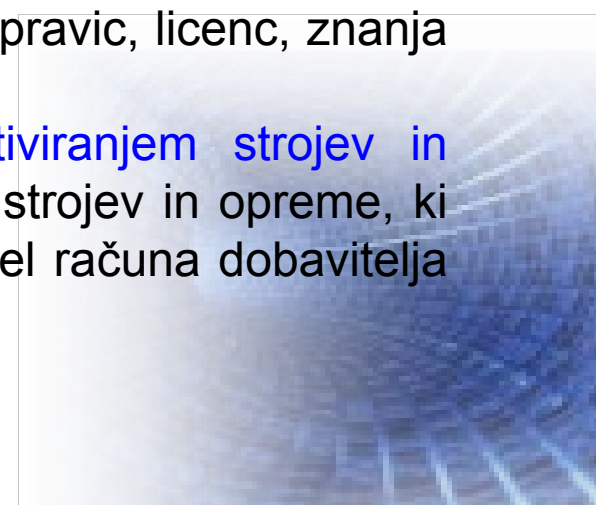 pravic, licenc, znanja
tiviranjem strojev in
strojev in opreme, ki
el računa dobavitelja